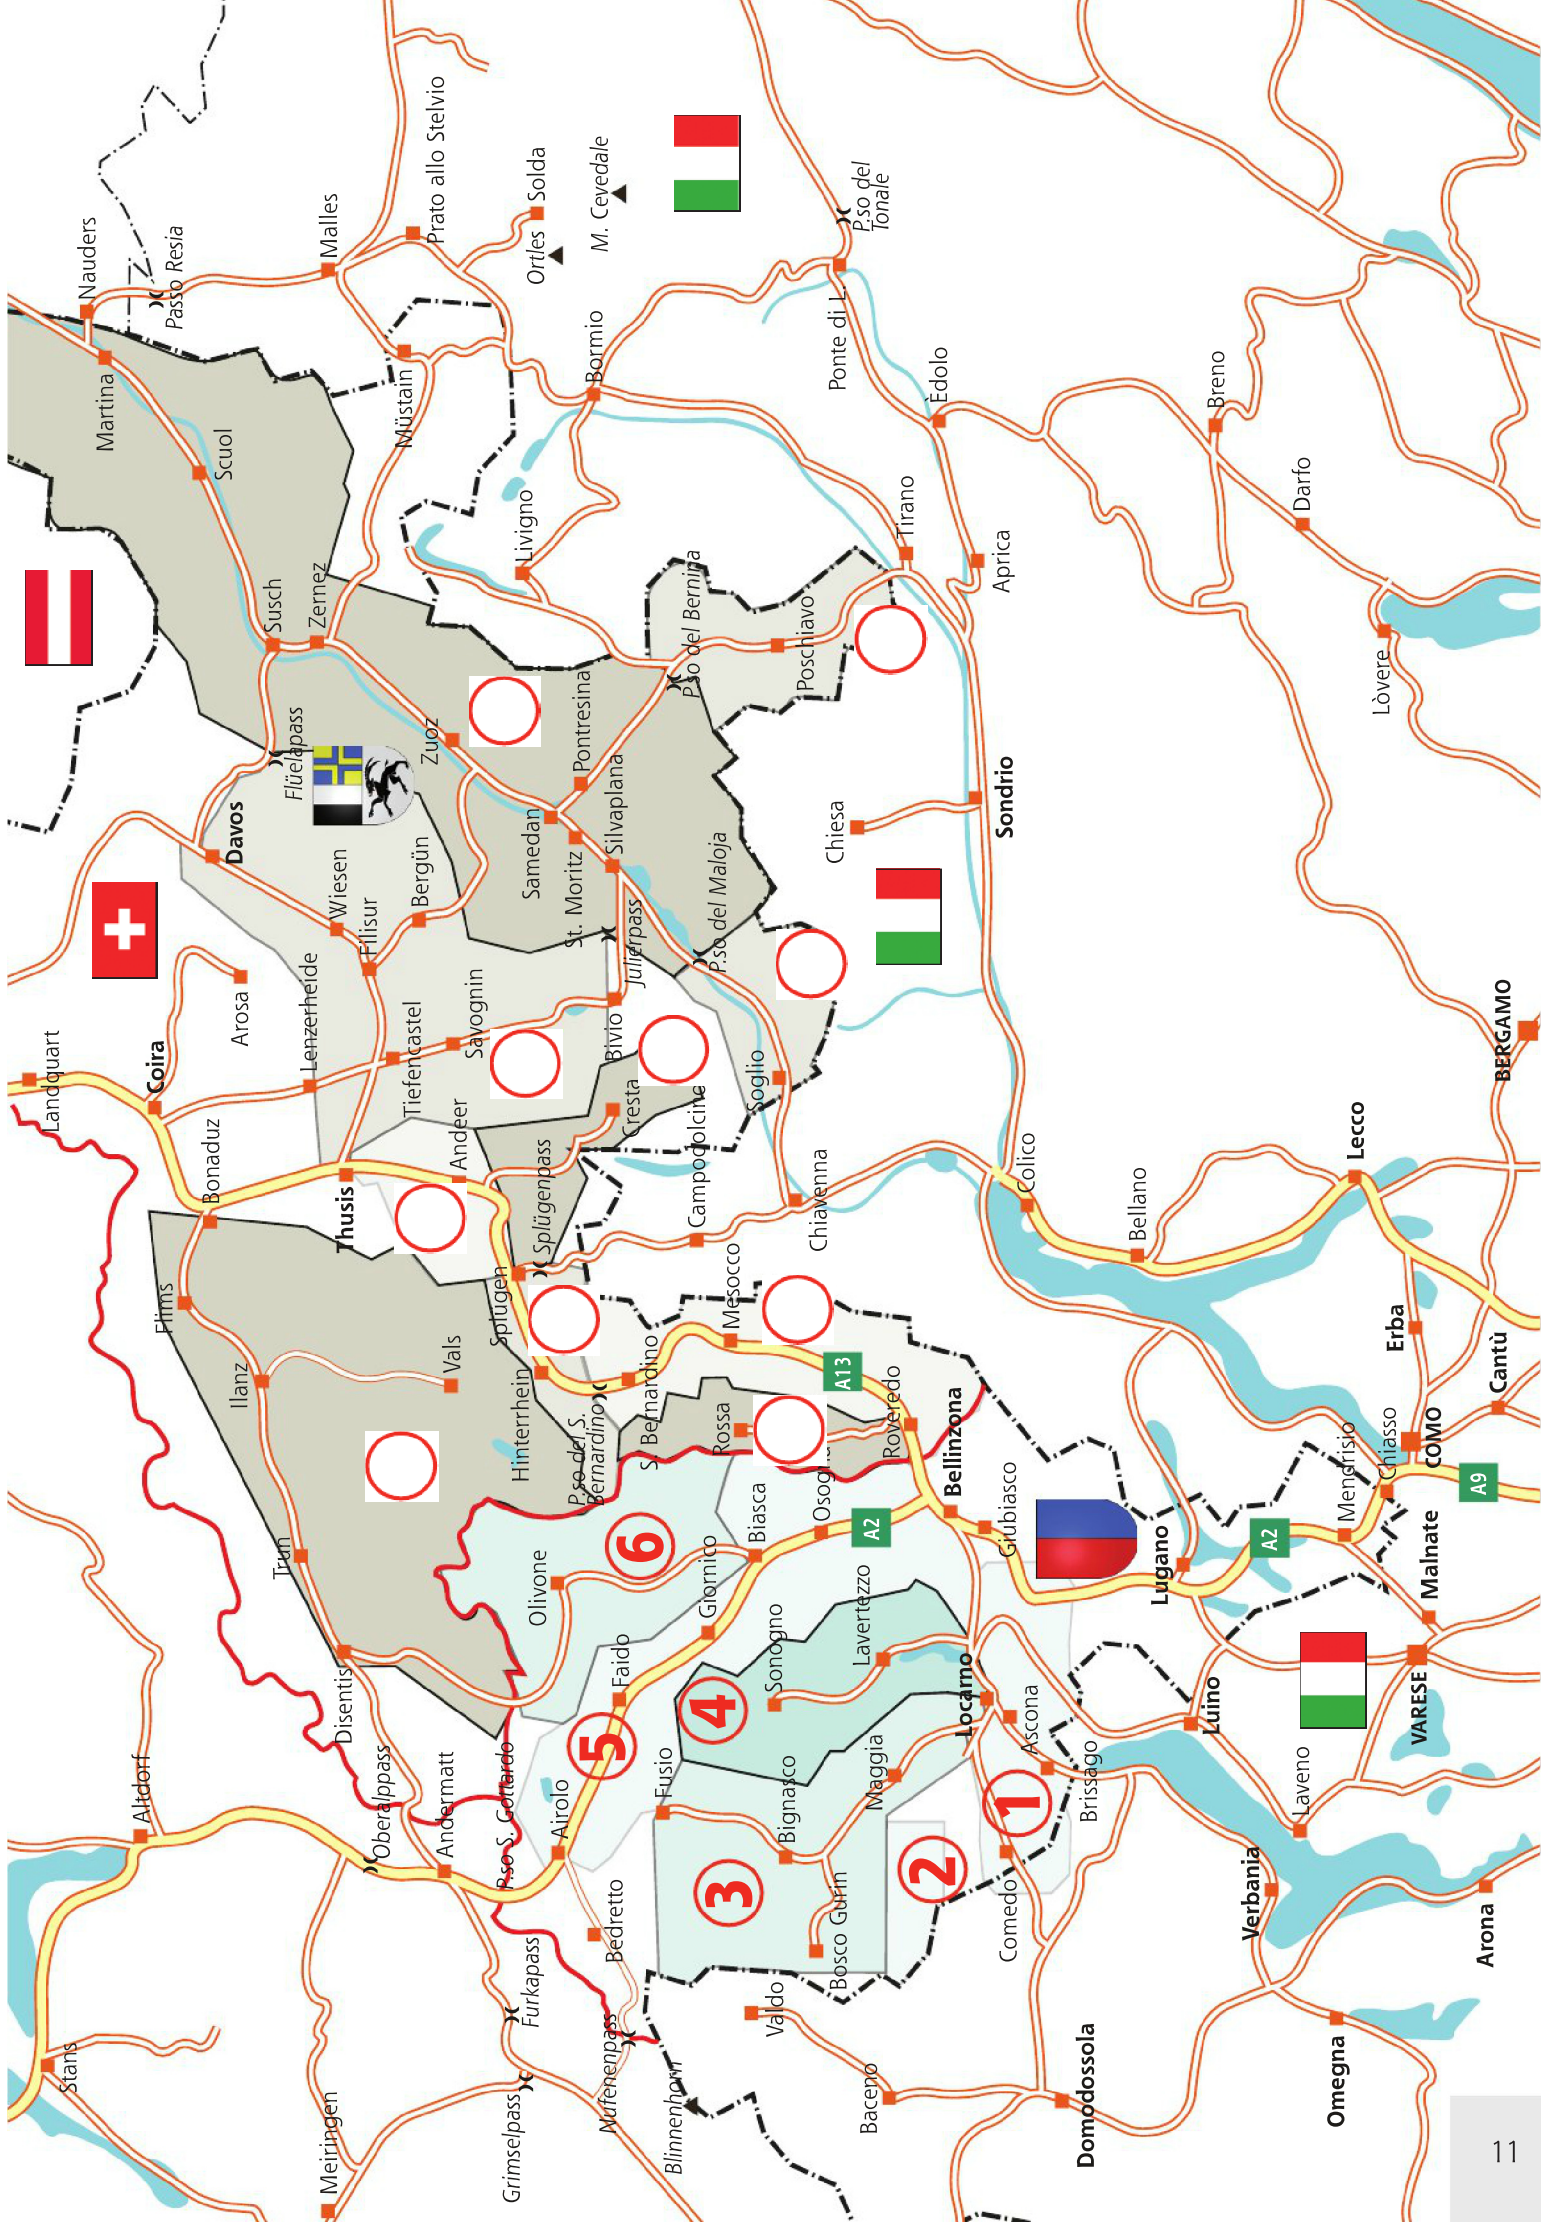 Landquart
Coira
Arosa
Bonaduz
Flims
Ilanz
Vals
Trun
Disentis
Oberalppass
Andermatt
Altdorf
Stans
Meiringen
Grimselpass
Furkapass
Nufenenpass
Blinnenhorn
P.so S. Gottardo
Airolo
Bedretto
Faido
Fusio
Olivone
Giornico
Biasca
Sonogno
Lavertezzo
Bignasco
Maggia
Bosco Gurin
Valdo
Baceno
Domodossola
Comedo
Locarno
Ascona
Brissago
1
2
3
4
5
6
Thusis
Andeer
Splügenpass
Splügen
Hinterrhein
P.so del S.
Bernardino
S. Bernardino
Mesocco
Rossa
Roveredo
A13
A2
Bellinzona
Giubiasco
Lugano
A2
Mendrisio
Chiasso
COMO
A9
Malnate
VARESE
Luino
Laveno
Verbania
Omegna
Arona
Lenzerheide
Tiefencastel
Savognin
Filisur
Wiesen
Bergün
Davos
Flüelapass
Bivio
Julierpass
Cresta
Campodolcino
Campodolcino
Chiavenna
Soglio
P.so del Maloja
Silvaplana
St. Moritz
Samedan
Pontresina
Zuoz
Zernez
Susch
Scuol
Martina
Nauders
Passo Resia
Malles
Prato allo Stelvio
Solda
Ortles
M. Cevedale
Müstain
Bormio
Livigno
P.so del Bernina
Poschiavo
Tirano
Aprica
Èdolo
Ponte di L.
P.so del
Tonale
Breno
Darfo
Lòvere
Chiesa
Sondrio
Colico
Bellano
Lecco
Erba
Cantù
BERGAMO
11